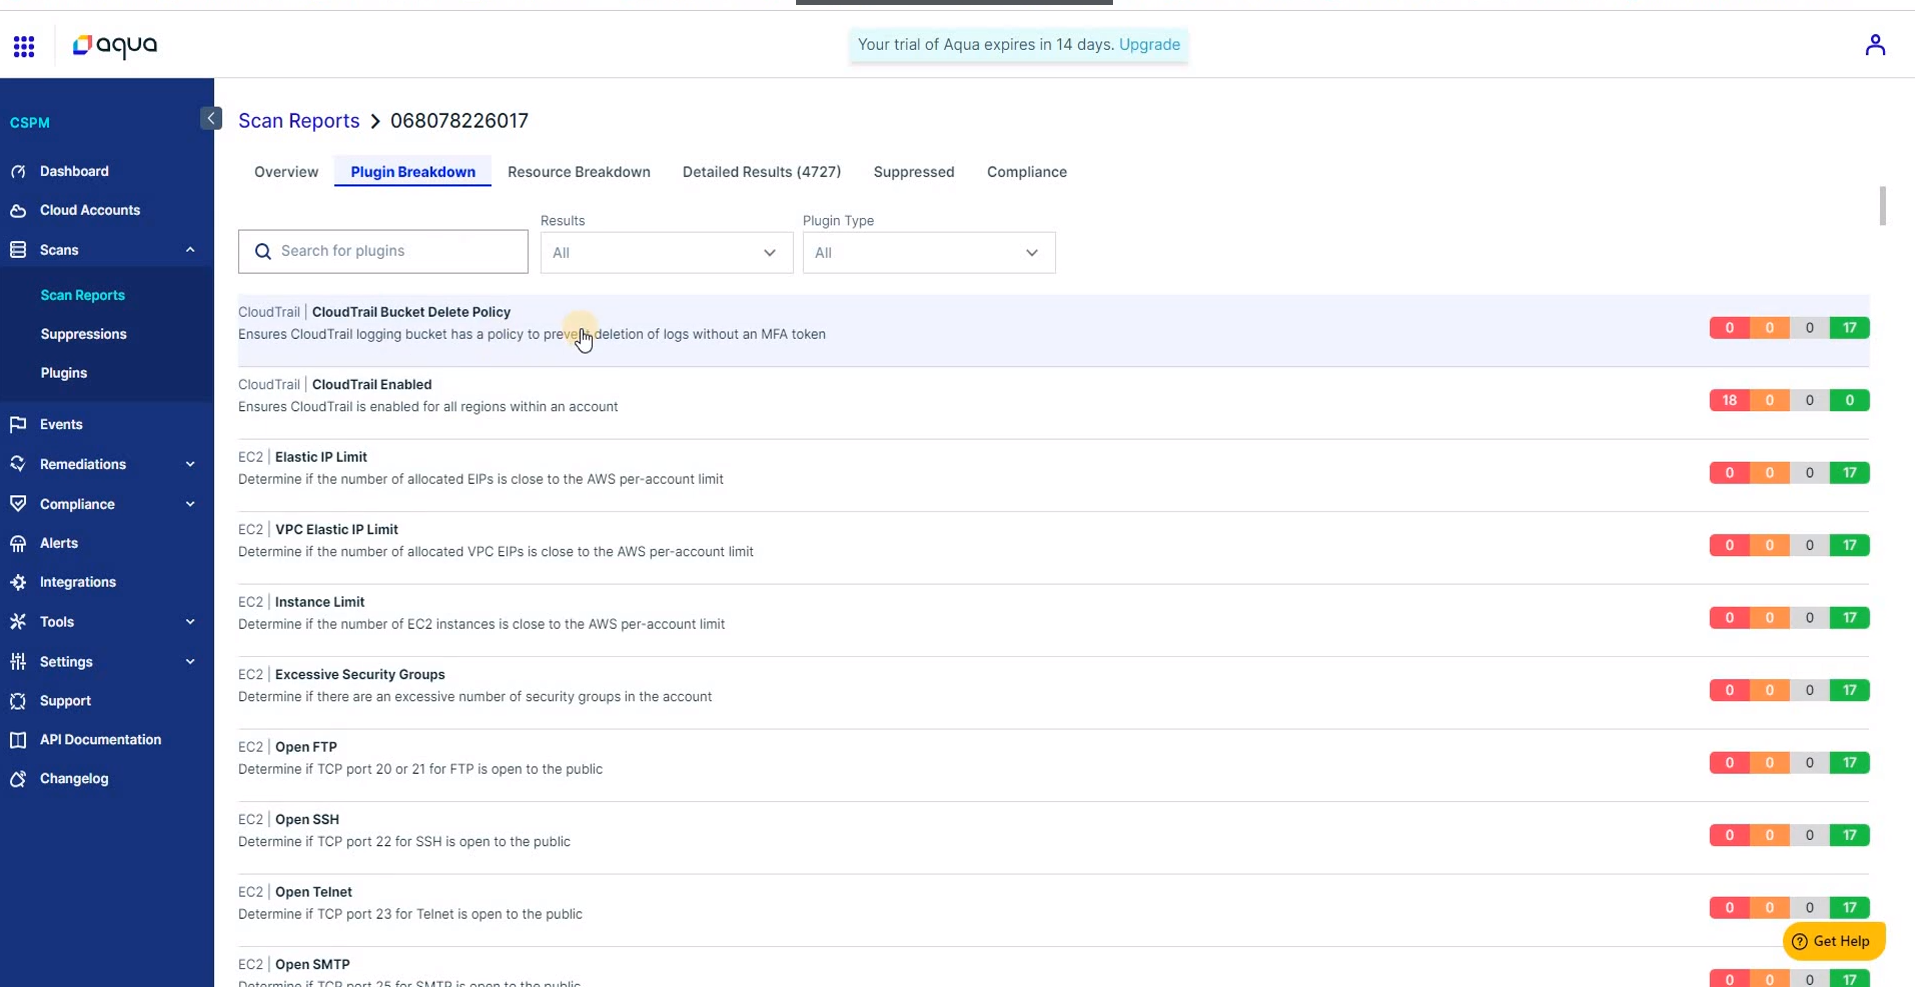 aqua
Your trial of Aqua expires in 14 days. Upgrade
CSPM
Dashboard
Cloud Accounts
Scans
Scan Reports
Suppressions
Plugins
Events
Remediations
Compliance
Alerts
Integrations
Tools
Settings
Support
API Documentation
Changelog
Scan Reports > 068078226017
Overview
Plugin Breakdown
Resource Breakdown
Detailed Results (4727)
Suppressed
Compliance
Search for plugins
Results
All
Plugin Type
All
CloudTrail | CloudTrail Bucket Delete Policy
Ensures CloudTrail logging bucket has a policy to prevent deletion of logs without an MFA token
0 0 0 17
CloudTrail | CloudTrail Enabled
Ensures CloudTrail is enabled for all regions within an account
18 0 0 0
EC2 | Elastic IP Limit
Determine if the number of allocated EIPs is close to the AWS per-account limit
0 0 0 17
EC2 | VPC Elastic IP Limit
Determine if the number of allocated VPC EIPs is close to the AWS per-account limit
0 0 0 17
EC2 | Instance Limit
Determine if the number of EC2 instances is close to the AWS per-account limit
0 0 0 17
EC2 | Excessive Security Groups
Determine if there are an excessive number of security groups in the account
0 0 0 17
EC2 | Open FTP
Determine if TCP port 20 or 21 for FTP is open to the public
0 0 0 17
EC2 | Open SSH
Determine if TCP port 22 for SSH is open to the public
0 0 0 17
EC2 | Open Telnet
Determine if TCP port 23 for Telnet is open to the public
0 0 0 17
Get Help
EC2 | Open SMTP
Determine if TCP port 25 for SMTP is open to the public
0 0 0 17